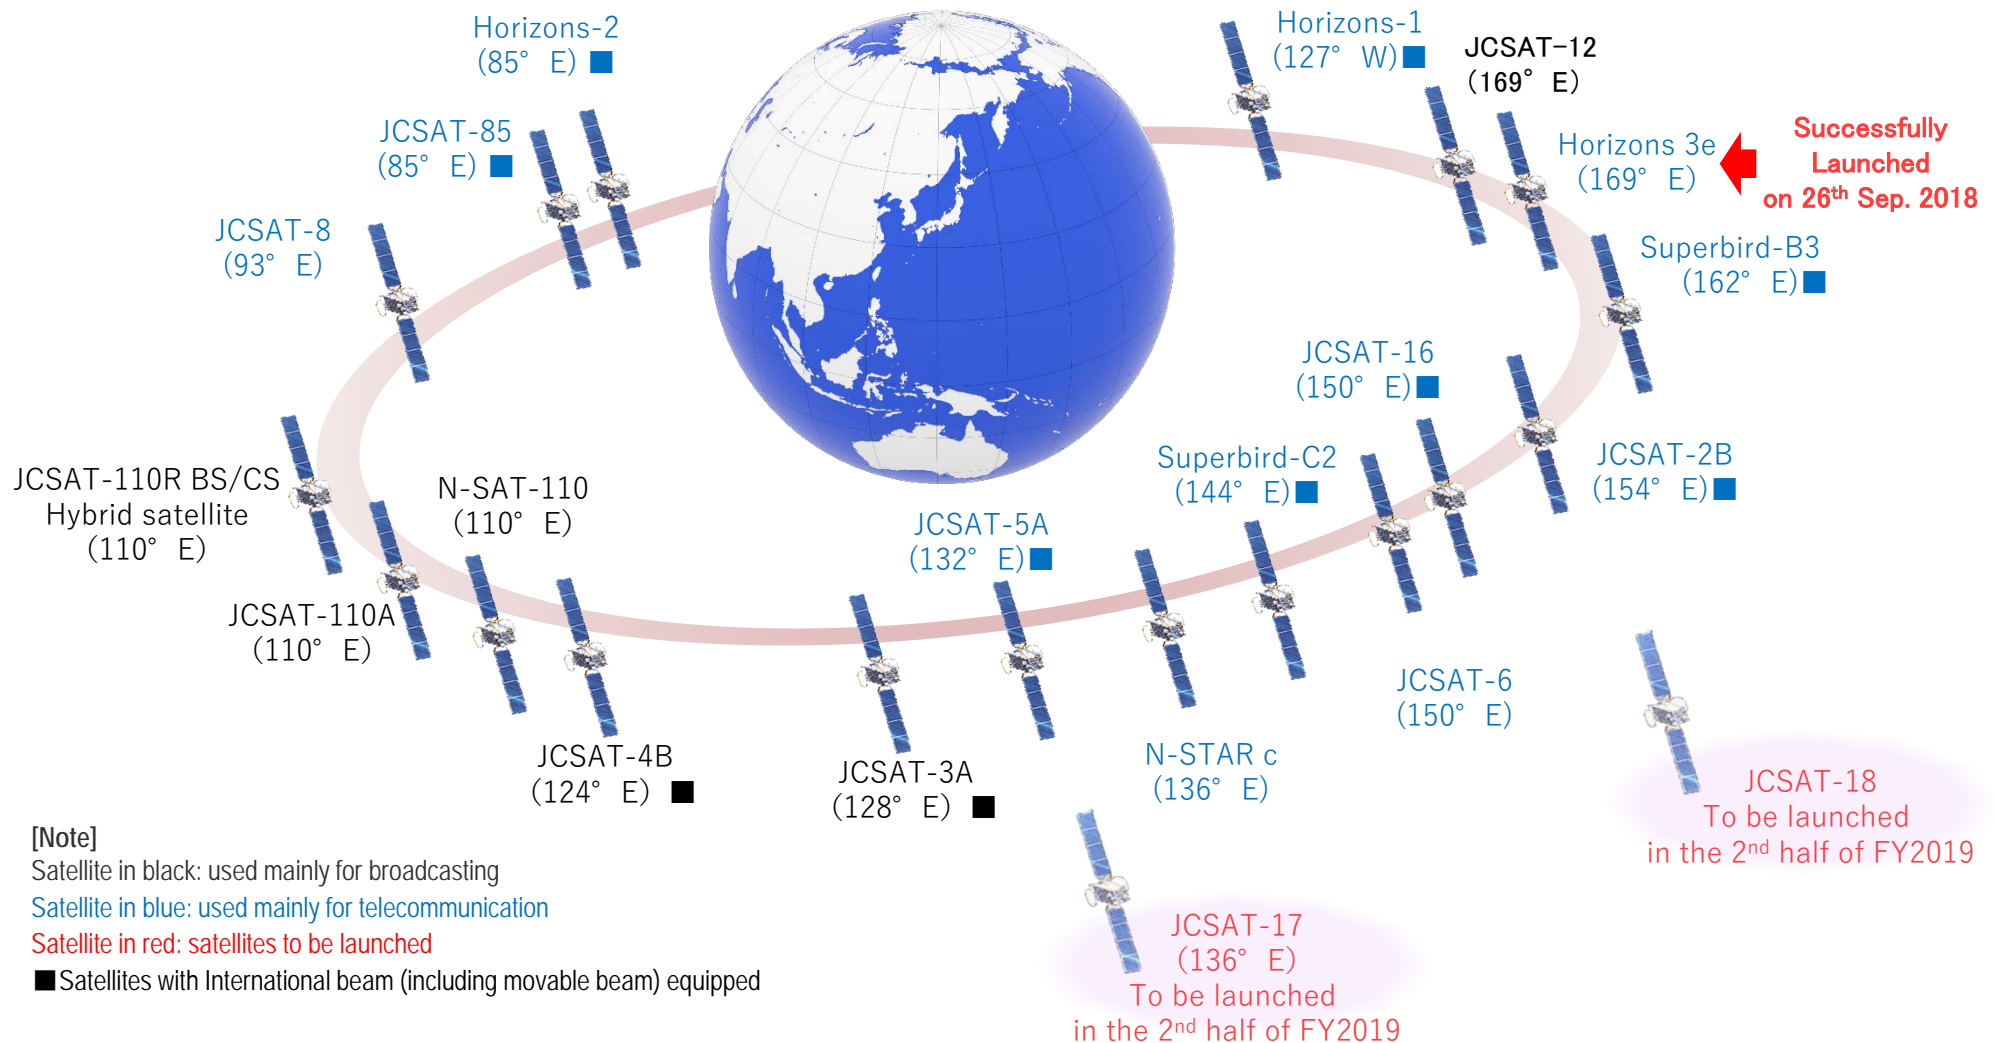 Horizons-2
(85° E) ■
Horizons-1
(127° W) ■
JCSAT-12
(169° E)
JCSAT-85
(85° E) ■
Horizons 3e
(169° E)
Successfully
Launched
on 26th Sep. 2018
JCSAT-8
(93° E)
Superbird-B3
(162° E) ■
JCSAT-16
(150° E) ■
JCSAT-110R BS/CS
Hybrid satellite
(110° E)
N-SAT-110
(110° E)
Superbird-C2
(144° E) ■
JCSAT-2B
(154° E) ■
JCSAT-5A
(132° E) ■
JCSAT-110A
(110° E)
JCSAT-6
(150° E)
JCSAT-4B
(124° E) ■
JCSAT-3A
(128° E) ■
N-STAR c
(136° E)
JCSAT-18
To be launched
in the 2nd half of FY2019
JCSAT-17
(136° E)
To be launched
in the 2nd half of FY2019
[Note]
Satellite in black: used mainly for broadcasting
Satellite in blue: used mainly for telecommunication
Satellite in red: satellites to be launched
■ Satellites with International beam (including movable beam) equipped